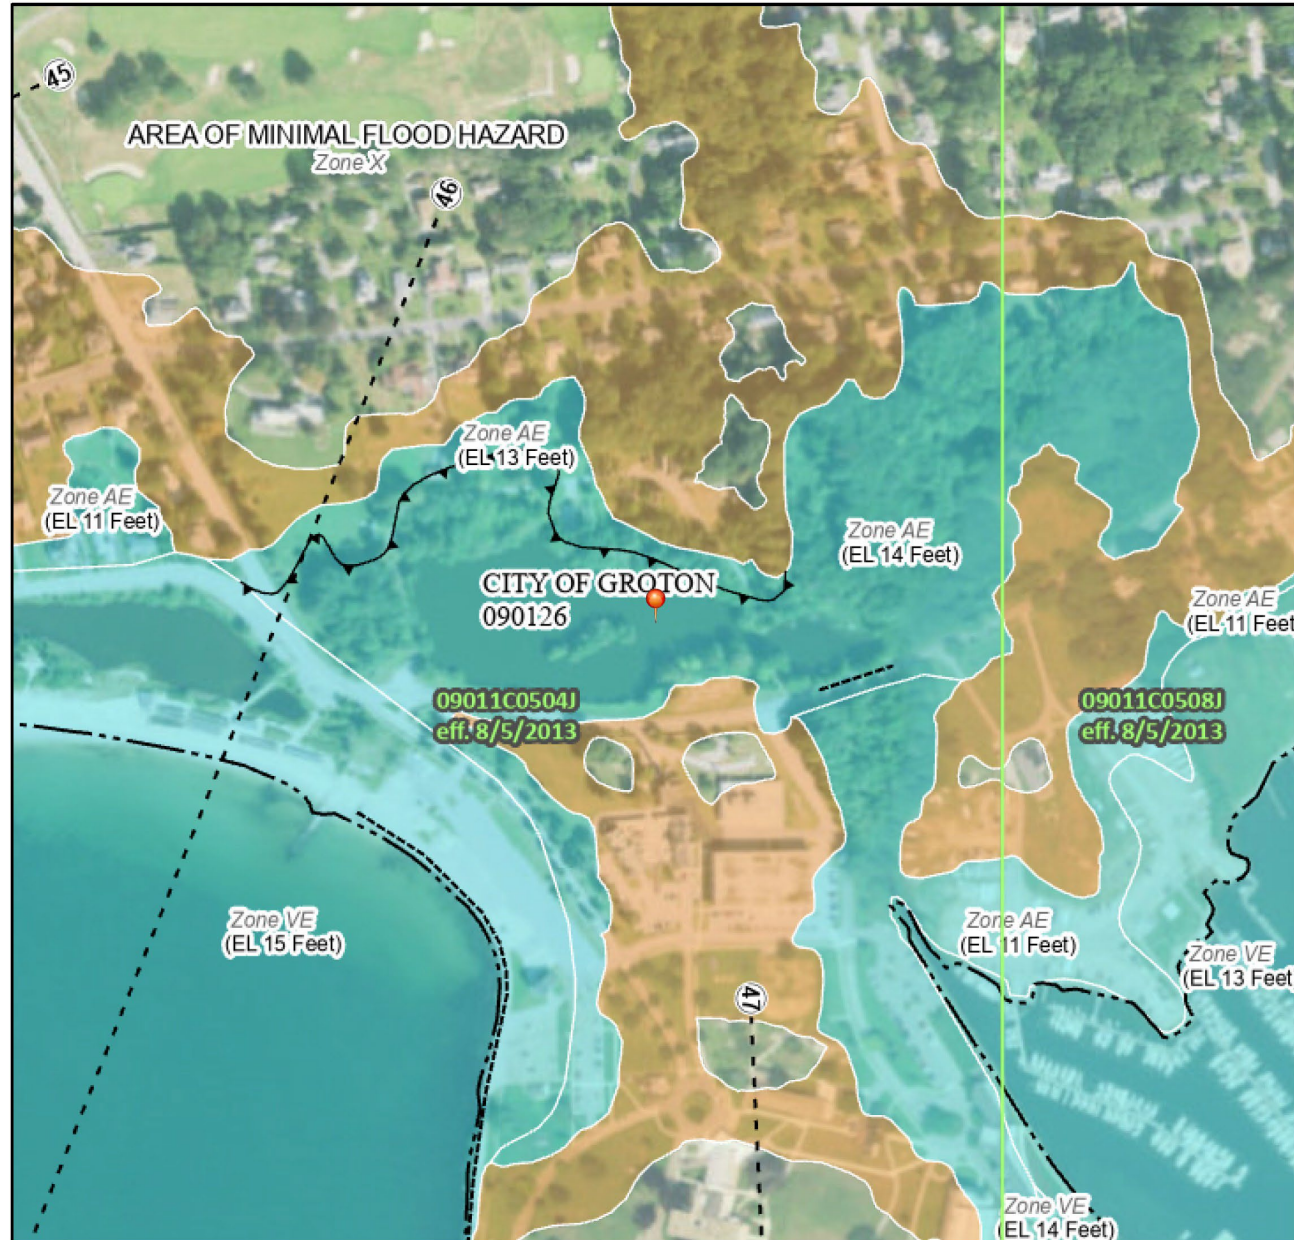 45
AREA OF MINIMAL FLOOD HAZARD
Zone X
46
Zone AE
(EL 13 Feet)
Zone AE
(EL 11 Feet)
Zone AE
(EL 14 Feet)
CITY OF GROTON
090126
Zone AE
(EL 11 Feet
09011C0504J
eff. 8/5/2013
09011C0508J
eff. 8/5/2013
Zone VE
(EL 15 Feet)
Zone AE
(EL 11 Feet)
Zone VE
(EL 13 Feet
47
Zone VE
(EL 14 Feet)